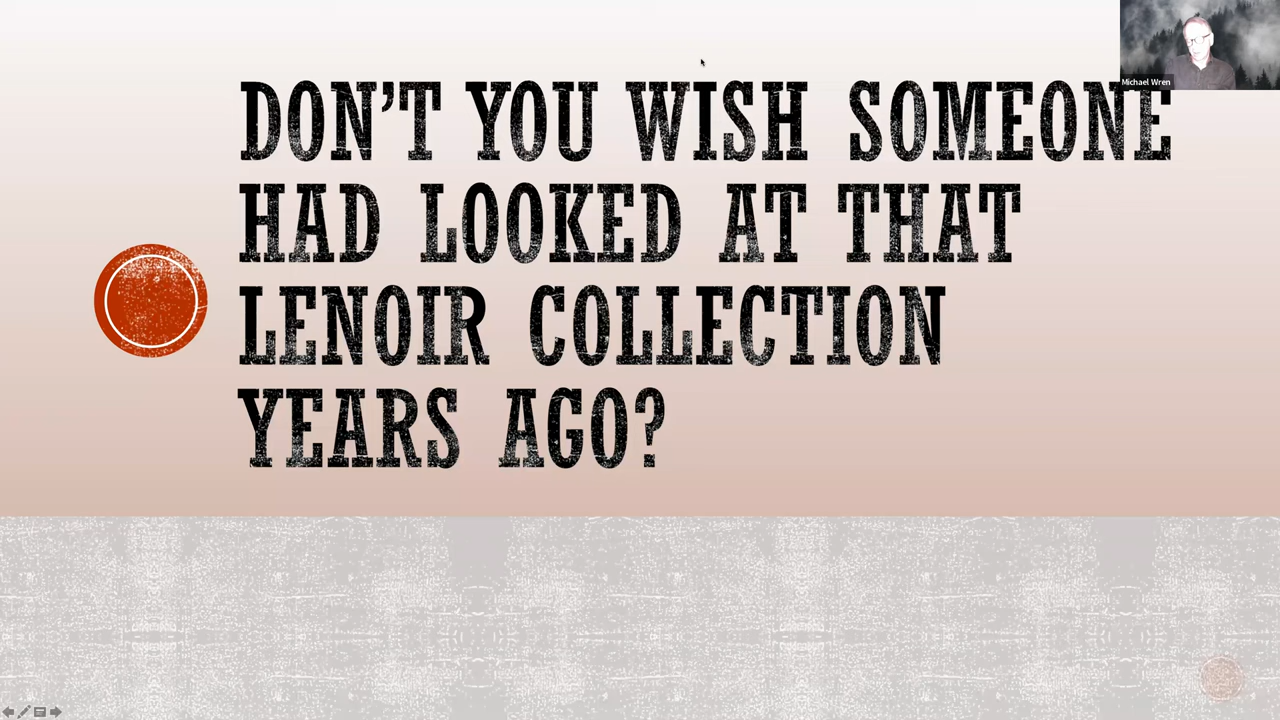 Michael Wren
DON'T YOU WISH SOMEONE
HAD LOOKED AT THAT
LENOIR COLLECTION
YEARS AGO?